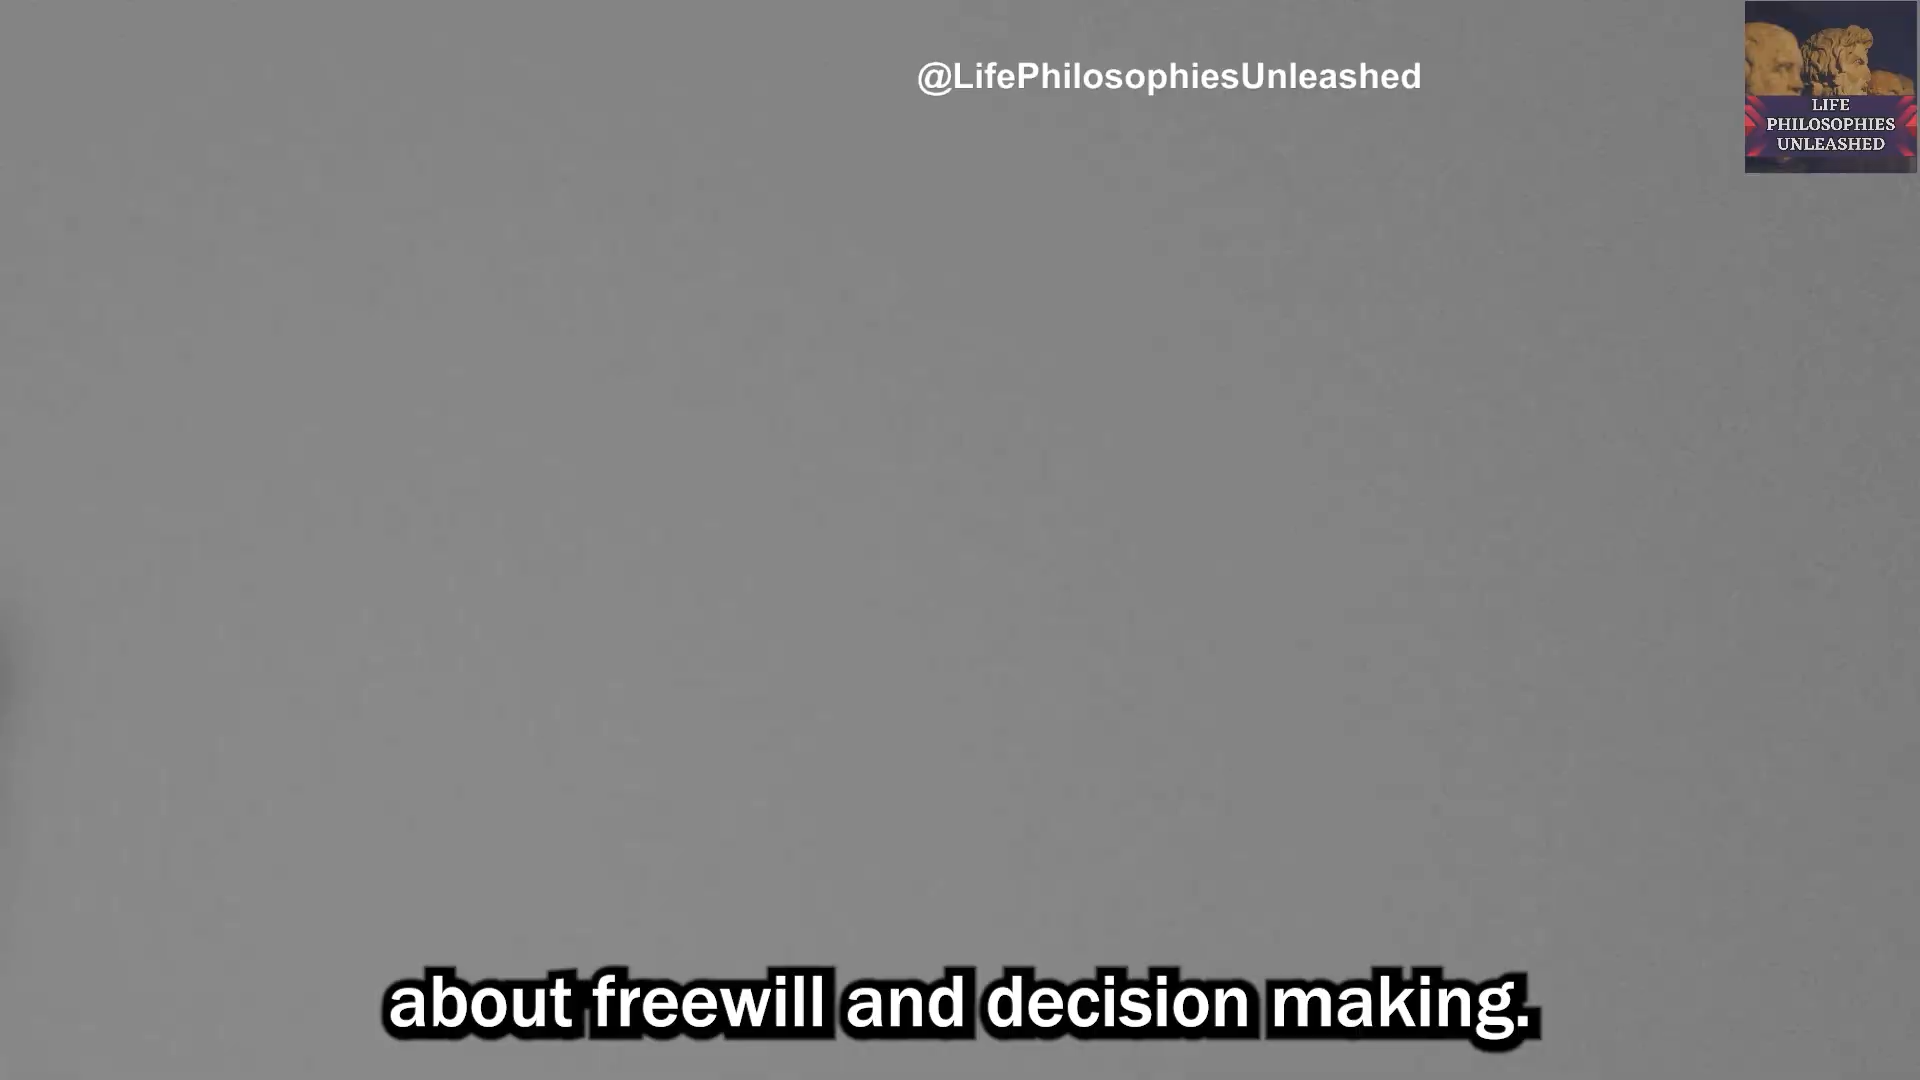 @LifePhilosophiesUnleashed
LIFE
PHILOSOPHIES
UNLEASHED
about freewill and decision making.